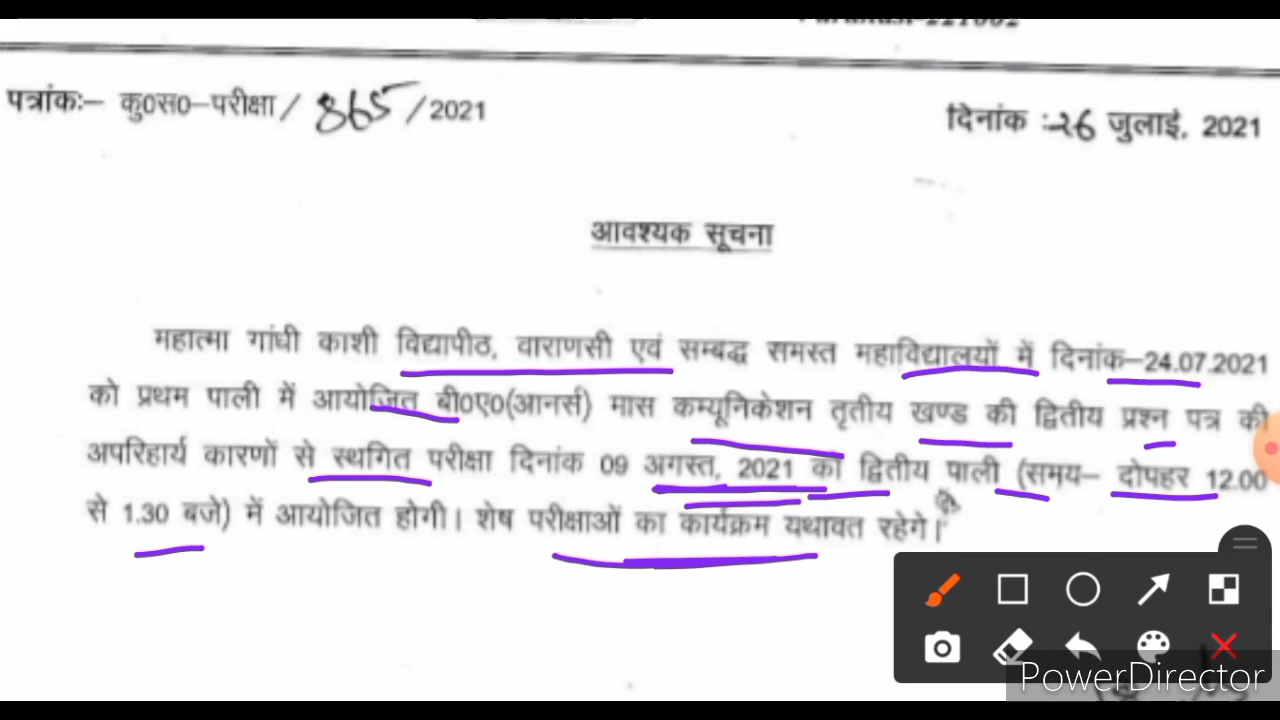 पत्रांकः- कु0स0-परीक्षा/ 865 /2021
दिनांक :-26 जुलाई, 2021
आवश्यक सूचना
महात्मा गांधी काशी विद्यापीठ, वाराणसी एवं सम्बद्ध समस्त महाविद्यालयों में दिनांक-24.07.2021
को प्रथम पाली में आयोजित बी0ए0(आनर्स) मास कम्यूनिकेशन तृतीय खण्ड की द्वितीय प्रश्न पत्र की
अपरिहार्य कारणों से स्थगित परीक्षा दिनांक 09 अगस्त, 2021 को द्वितीय पाली (समय- दोपहर 12.00
से 1.30 बजे) में आयोजित होगी। शेष परीक्षाओं का कार्यक्रम यथावत रहेगे।
PowerDirector